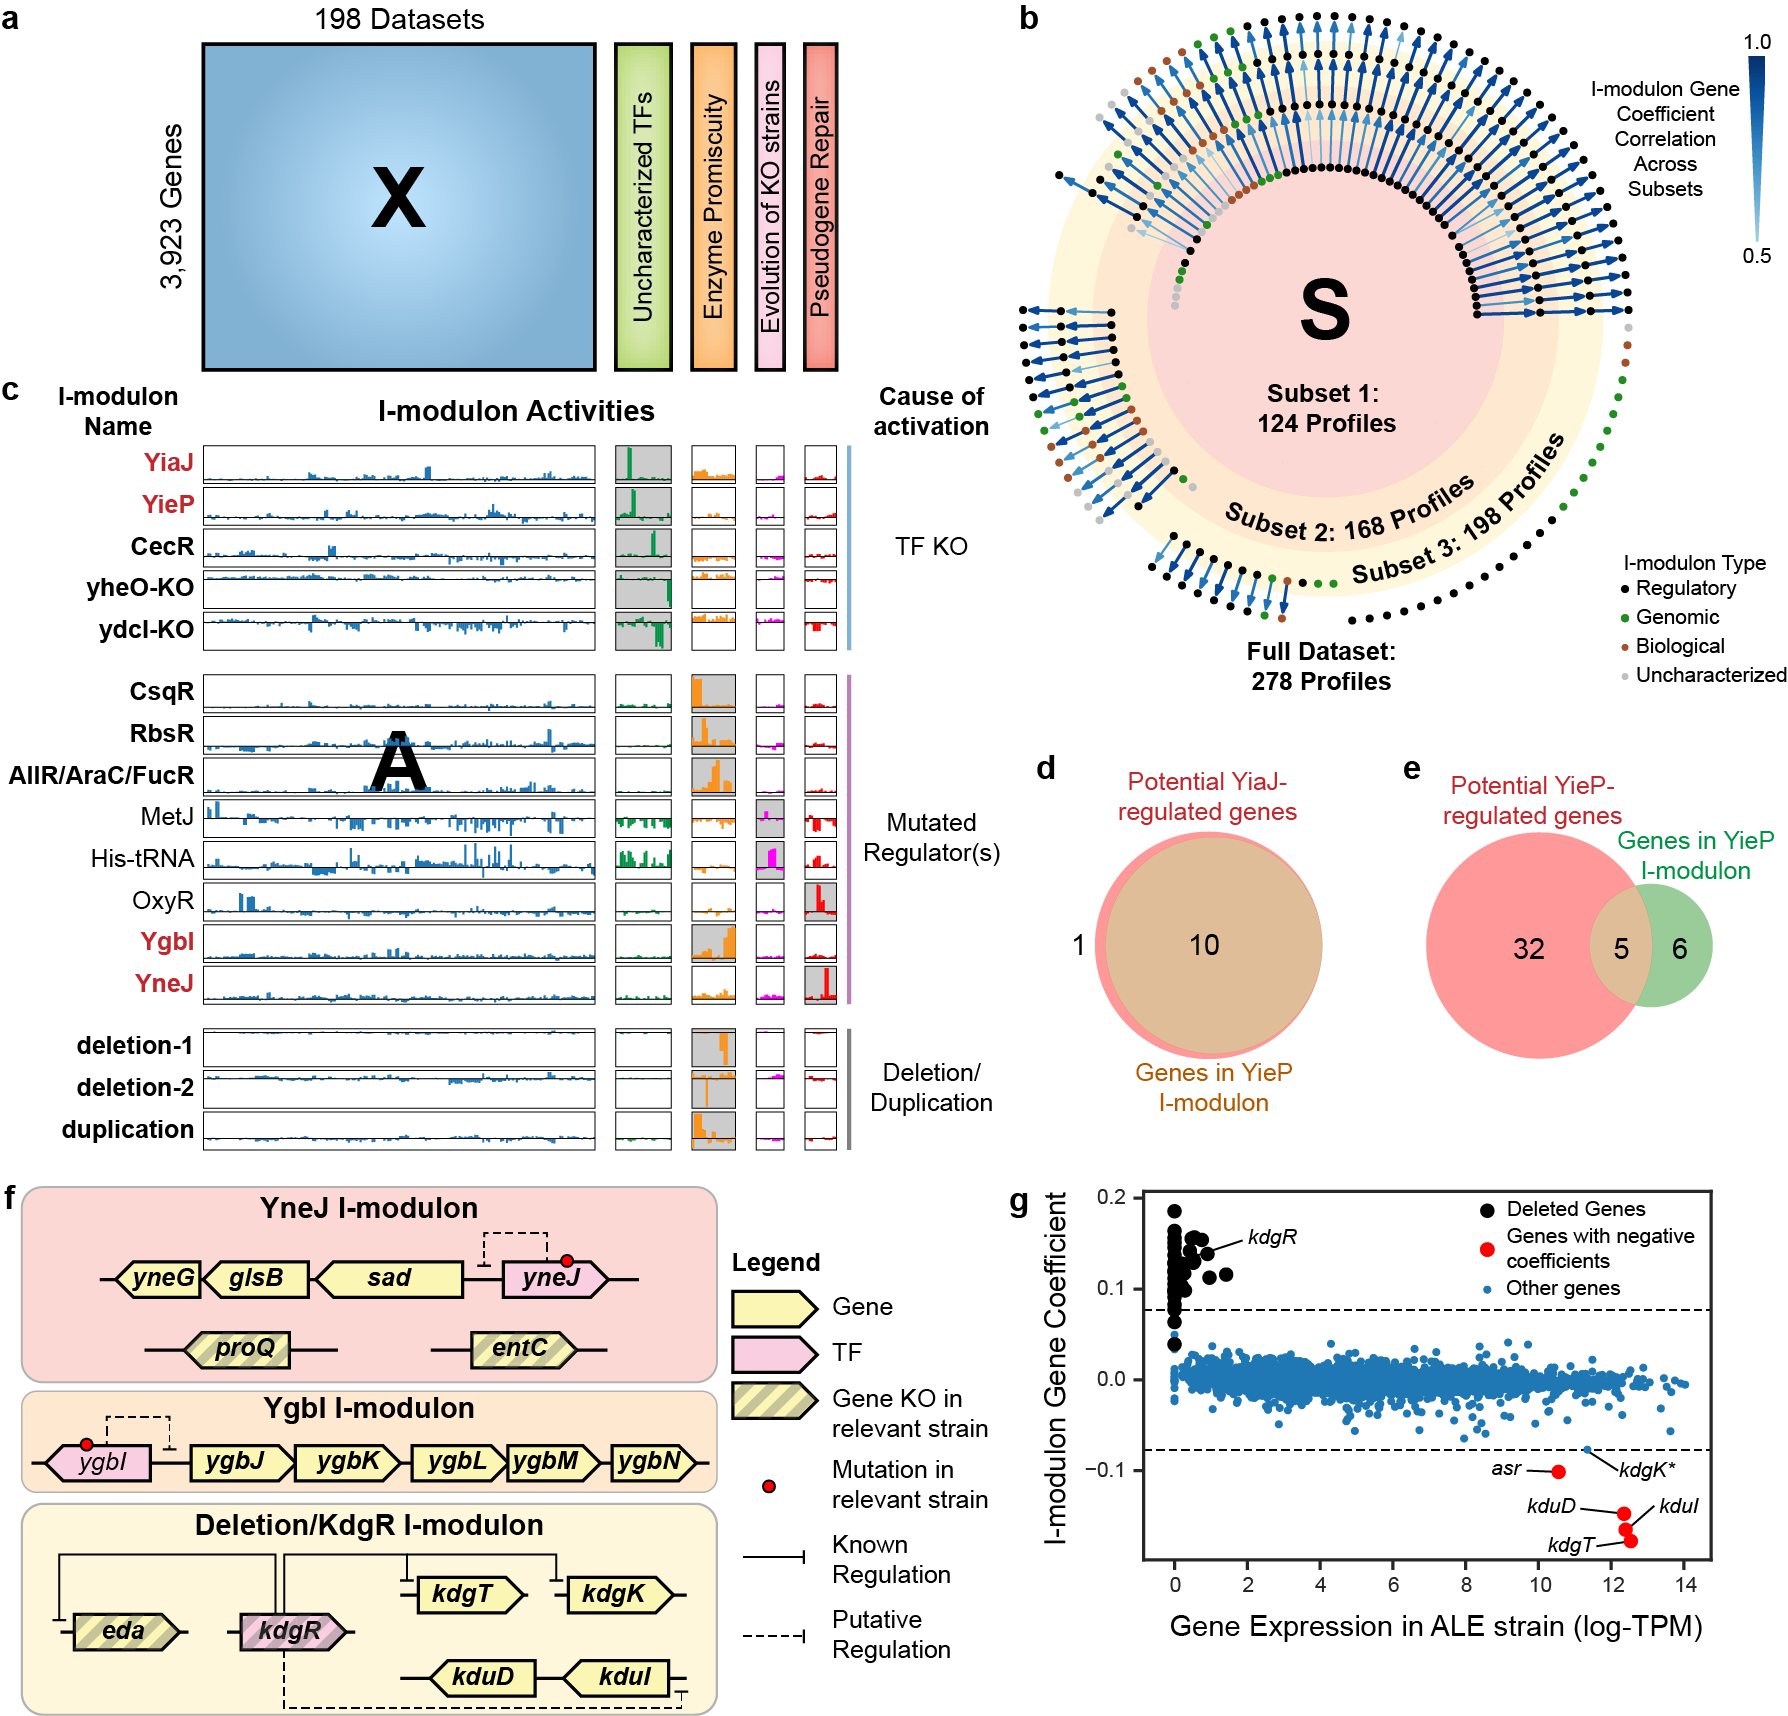 a
198 Datasets
3,923 Genes
X
Uncharacterized TFs
Enzyme Promiscuity
Evolution of KO strains
Pseudogene Repair
b
1.0
I-modulon Gene
Coefficient
Correlation
Across
Subsets
0.5
S
Subset 1:
124 Profiles
Subset 2: 168 Profiles
Subset 3: 198 Profiles
Full Dataset:
278 Profiles
I-modulon Type
Regulatory
Genomic
Biological
Uncharacterized
c
I-modulon
Name
I-modulon Activities
Cause of
activation
YiaJ
YieP
CecR
yheO-KO
ydcI-KO
TF KO
CsqR
RbsR
AllR/AraC/FucR
MetJ
His-tRNA
OxyR
YgbI
YneJ
A
Mutated
Regulator(s)
deletion-1
deletion-2
duplication
Deletion/
Duplication
d
Potential YiaJ-
regulated genes
1
10
Genes in YieP
I-modulon
e
Potential YieP-
regulated genes
Genes in YieP
I-modulon
32
5
6
f
YneJ I-modulon
yneG
glsB
sad
yneJ
proQ
entC
YgbI I-modulon
ygbI
ygbJ
ygbK
ygbL
ygbM
ygbN
Deletion/KdgR I-modulon
kdgT
kdgK
eda
kdgR
kduD
kduI
Legend
Gene
TF
Gene KO in
relevant strain
Mutation in
relevant strain
Known
Regulation
Putative
Regulation
g
I-modulon Gene Coefficient
0.2
0.1
0.0
−0.1
kdgR
Deleted Genes
Genes with negative
coefficients
Other genes
asr
kdgK*
kduD
kduI
kdgT
0
2
4
6
8
10
12
14
Gene Expression in ALE strain (log-TPM)